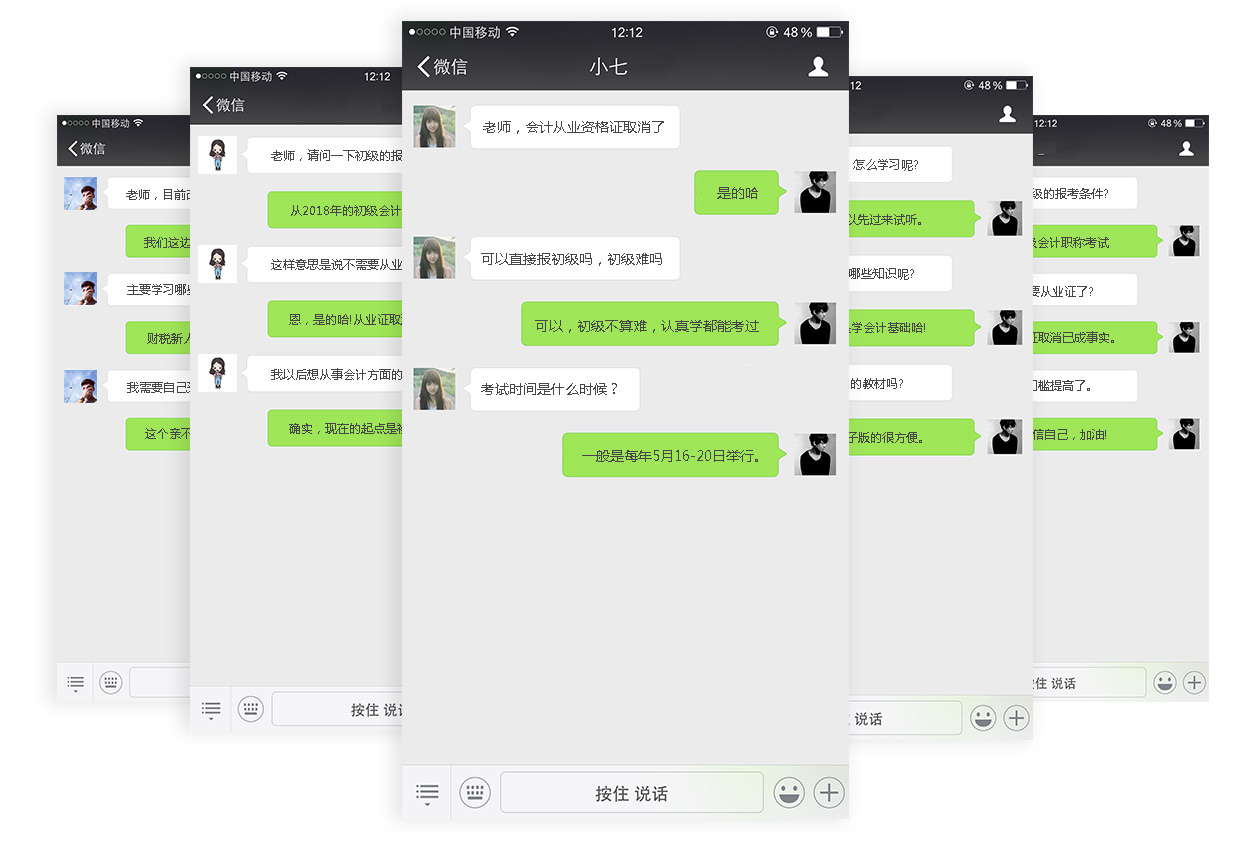 中国移动
12:12
48%
微信
小七
老师，会计从业资格证取消了
是的哈
可以直接报初级吗，初级难吗
可以，初级不算难，认真学都能考过
考试时间是什么时候？
一般是每年5月16-20日举行。
按住 说话
中国移动
12:12
微信
老师，请问一下初级的报
从2018年的初级会计
这样意思是说不需要从业
恩，是的哈!从业证取
我以后想从事会计方面的
确实，现在的起点是
按住 说
中国移动
微信
老师，目前
我们这边
主要学习哪
财税新
我需要自己
这个亲不
12
48%
怎么学习呢?
以先过来试听。
哪些知识呢?
学会计基础哈!
的教材吗?
子版的很方便。
说话
12:12
48%
级的报考条件?
会计职称考试
要从业证了?
证取消已成事实。
门槛提高了。
信自己，加油!
住 说话